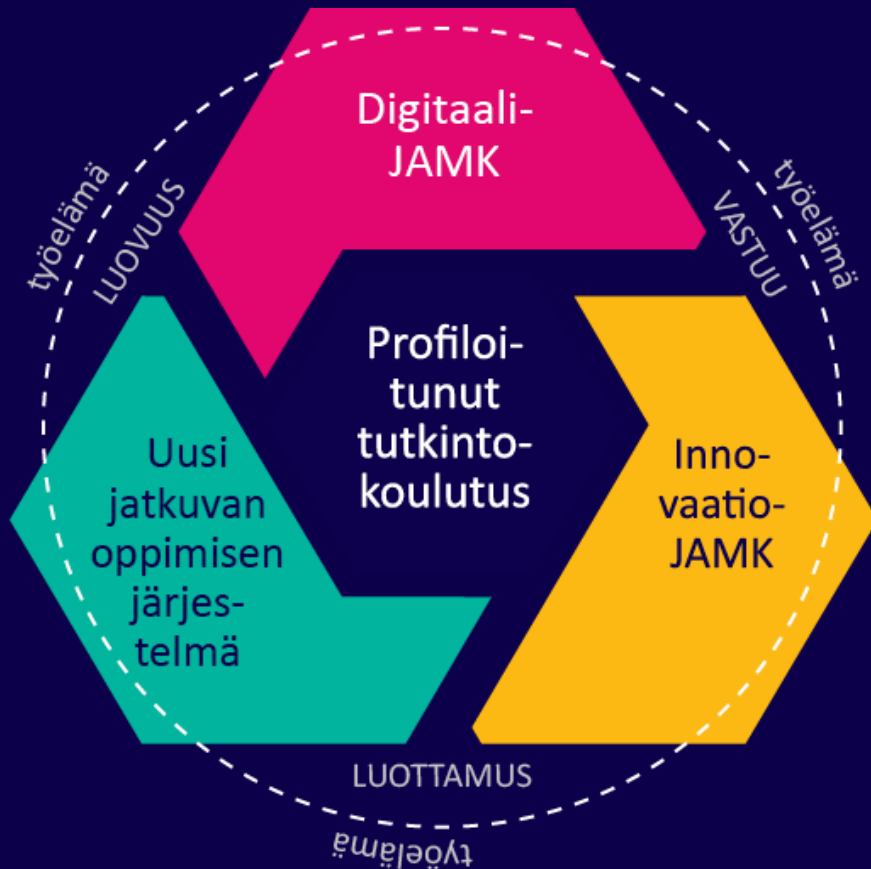 Digitaali-
JAMK
työelämä
LUOVUUS
VASTUU
työelämä
Profiloi-
tunut
tutkinto-
koulutus
Uusi
jatkuvan
oppimisen
järjes-
telmä
Inno-
vaatio-
JAMK
LUOTTAMUS
työelämä